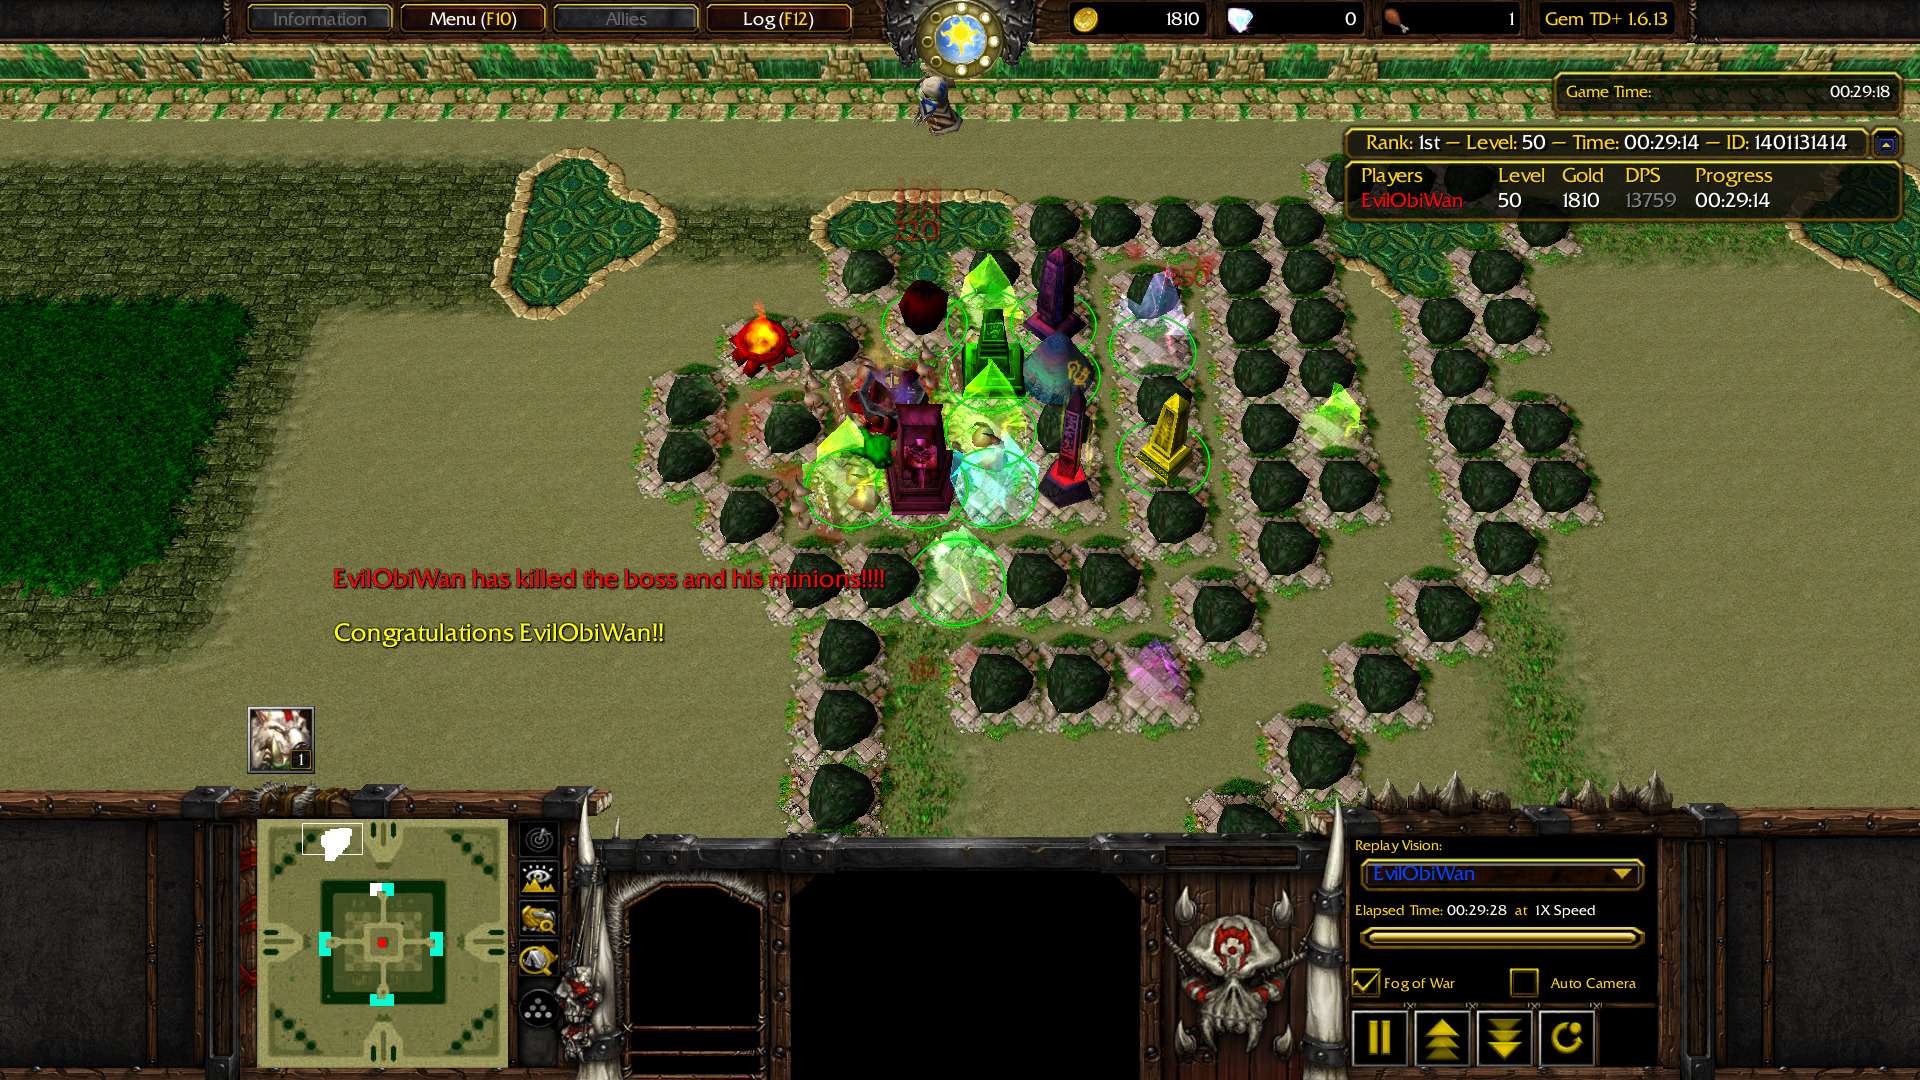 Information
Menu (F10)
Allies
Log (F12)
1810
0
1
Gem TD+ 1.6.13
Game Time: 00:29:18
Rank: 1st – Level: 50 – Time: 00:29:14 – ID: 1401131414
Players Level Gold DPS Progress
EvilObiWan 50 1810 13759 00:29:14
220
EvilObiWan has killed the boss and his minions!!!!
Congratulations EvilObiWan!!
1
Replay Vision:
EvilObiWan
Elapsed Time: 00:29:28 at 1X Speed
Fog of War
Auto Camera